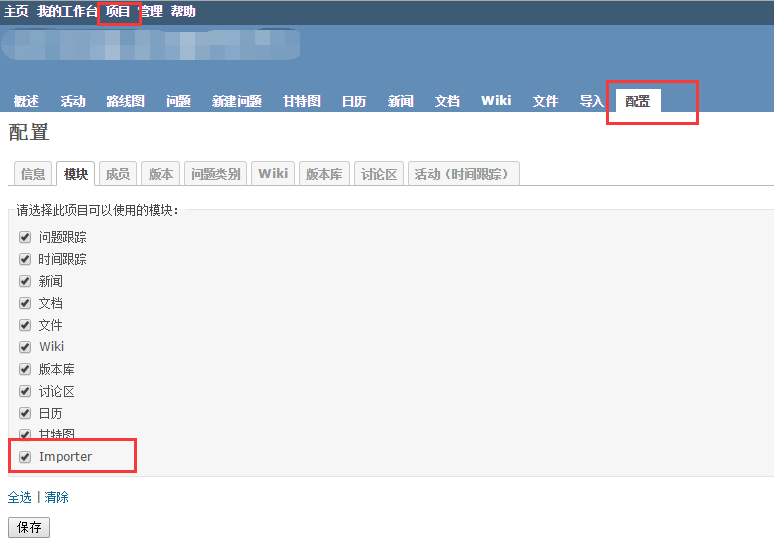 主页 我的工作台 项目 管理 帮助
概述 活动 路线图 问题 新建问题 甘特图 日历 新闻 文档 Wiki 文件 导入 配置
配置
信息 模块 成员 版本 问题类别 Wiki 版本库 讨论区 活动（时间跟踪）
请选择此项目可以使用的模块：
问题跟踪
时间跟踪
新闻
文档
文件
Wiki
版本库
讨论区
日历
甘特图
Importer
全选 | 清除
保存